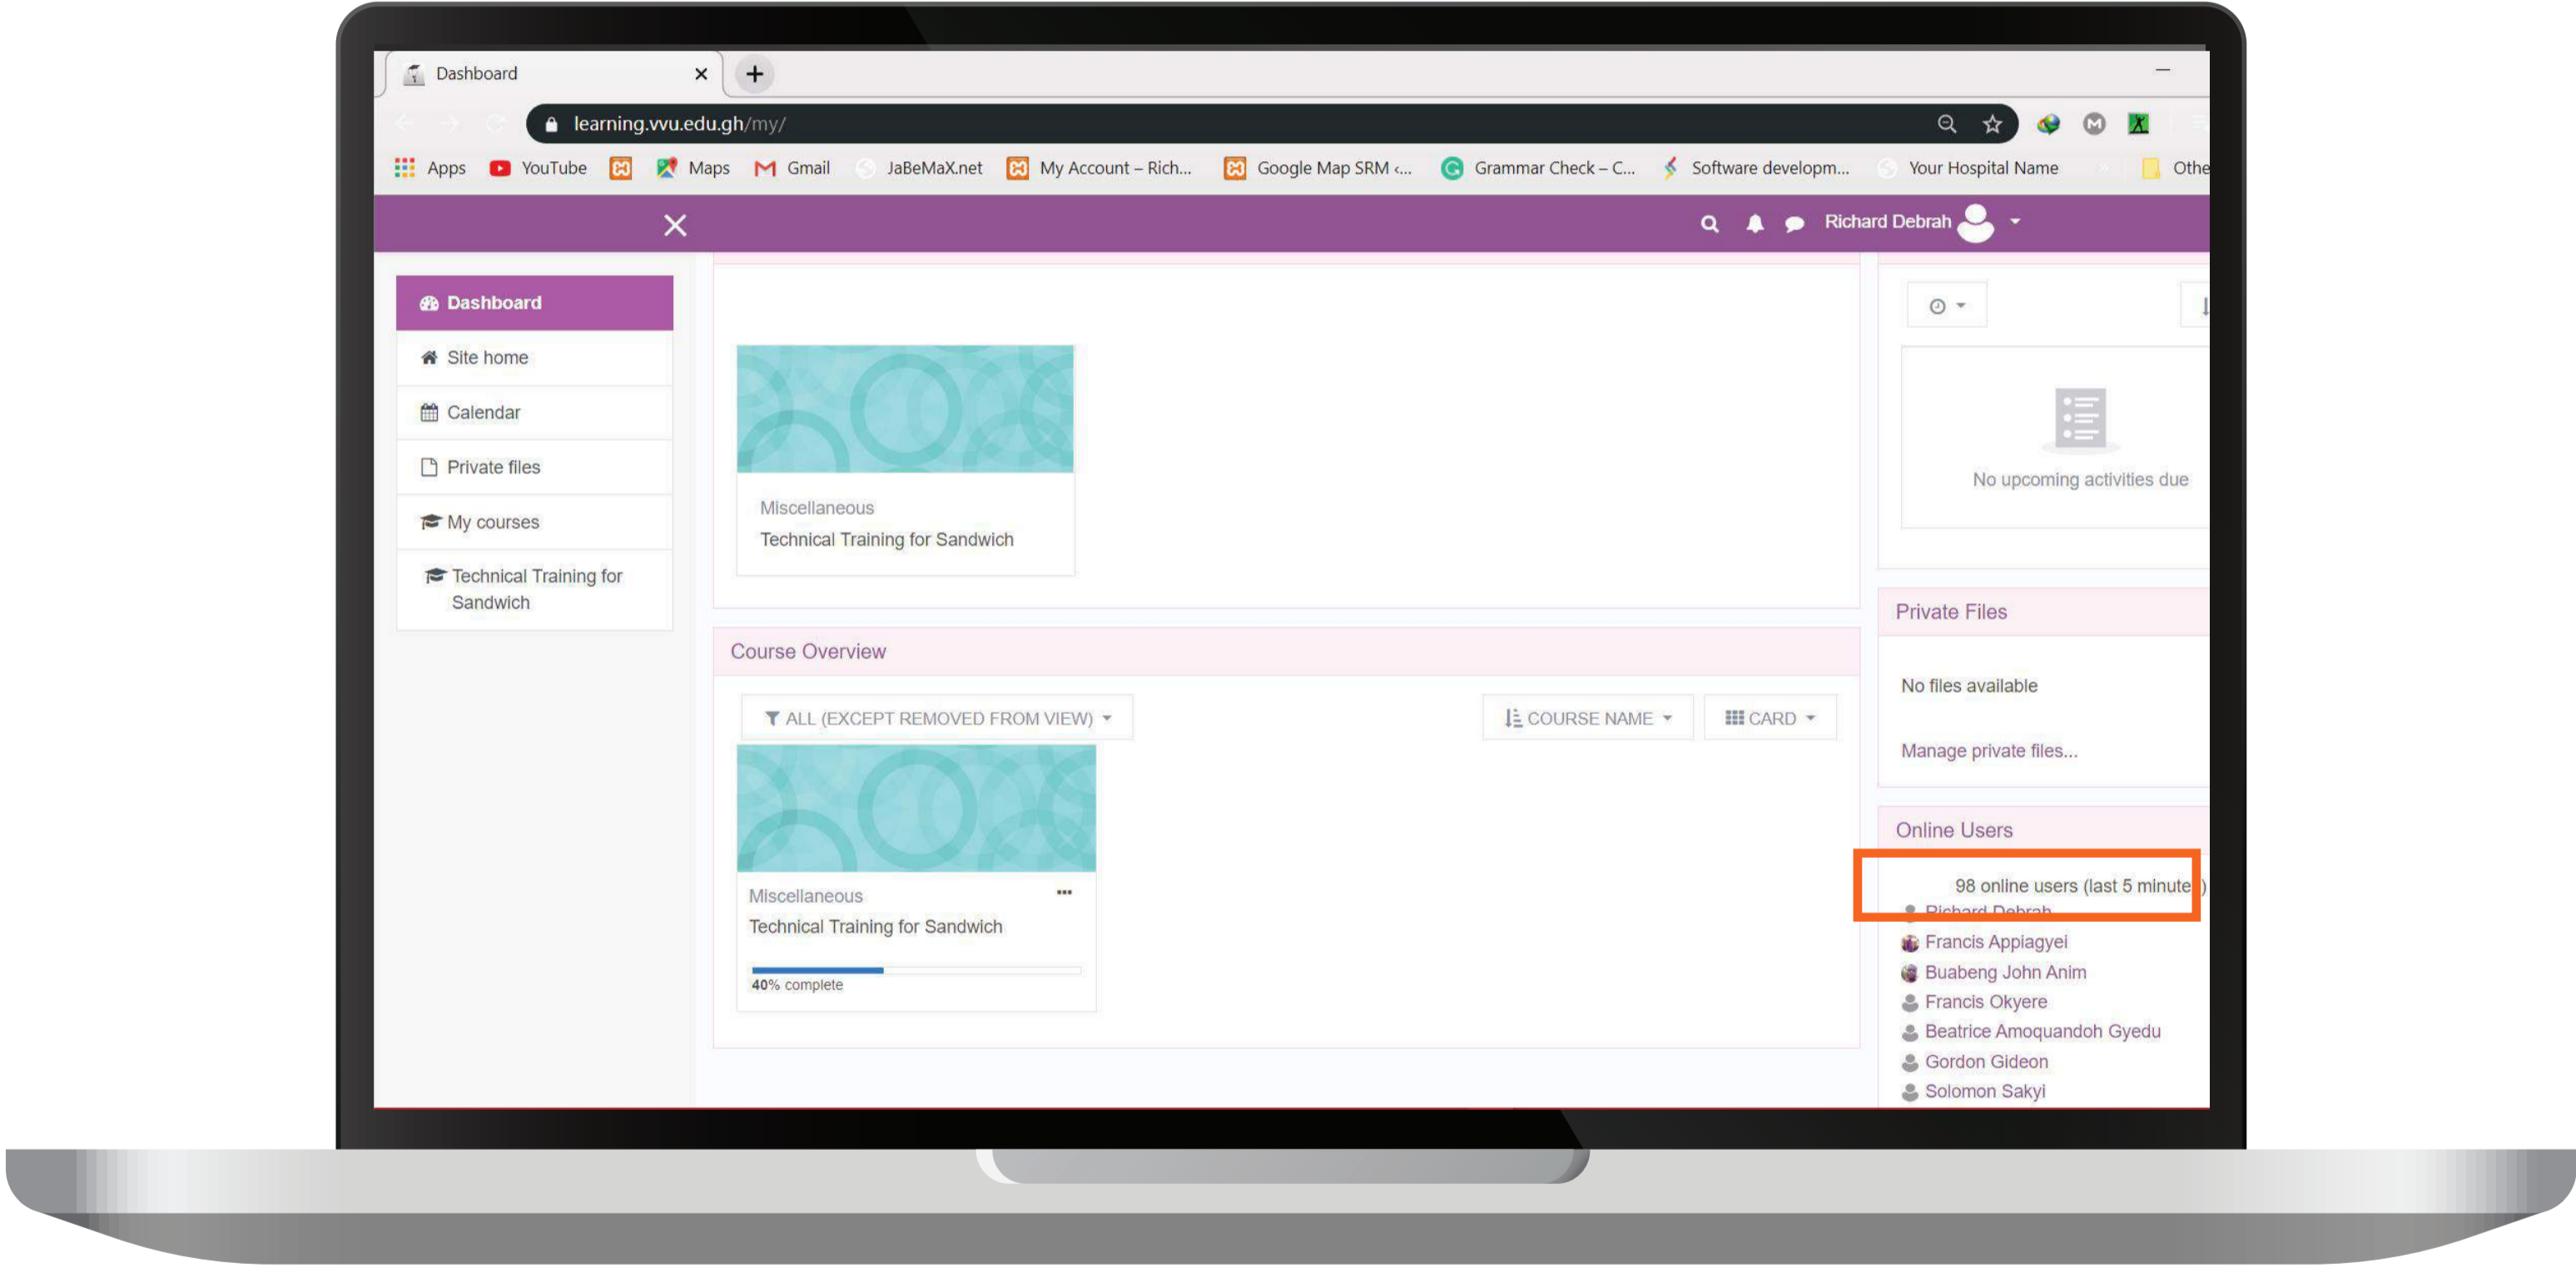 Dashboard
learning.vvu.edu.gh/my/
Apps YouTube Maps Gmail JaBeMaX.net My Account – Rich... Google Map SRM ‹... Grammar Check – C... Software developm... Your Hospital Name Othe
Richard Debrah
Dashboard
Site home
Calendar
Private files
My courses
Technical Training for
Sandwich
Miscellaneous
Technical Training for Sandwich
Course Overview
ALL (EXCEPT REMOVED FROM VIEW)
COURSE NAME
CARD
Miscellaneous
Technical Training for Sandwich
40% complete
No upcoming activities due
Private Files
No files available
Manage private files...
Online Users
98 online users (last 5 minute )
Richard Debrah
Francis Appiagyei
Buabeng John Anim
Francis Okyere
Beatrice Amoquandoh Gyedu
Gordon Gideon
Solomon Sakyi